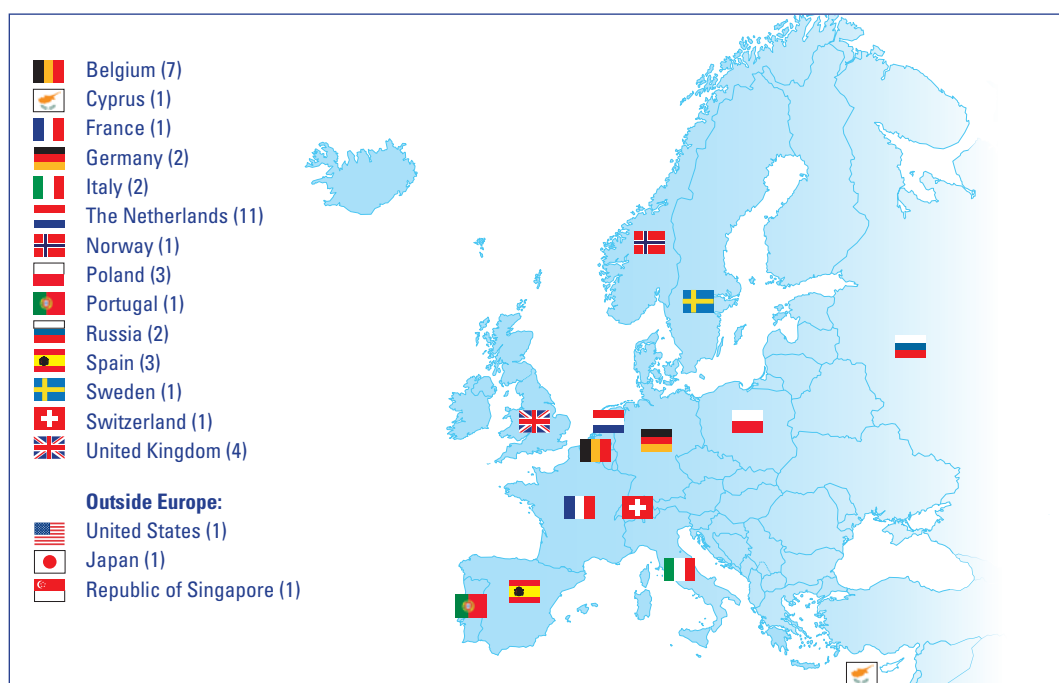 Belgium (7)
Cyprus (1)
France (1)
Germany (2)
Italy (2)
The Netherlands (11)
Norway (1)
Poland (3)
Portugal (1)
Russia (2)
Spain (3)
Sweden (1)
Switzerland (1)
United Kingdom (4)
Outside Europe:
United States (1)
Japan (1)
Republic of Singapore (1)